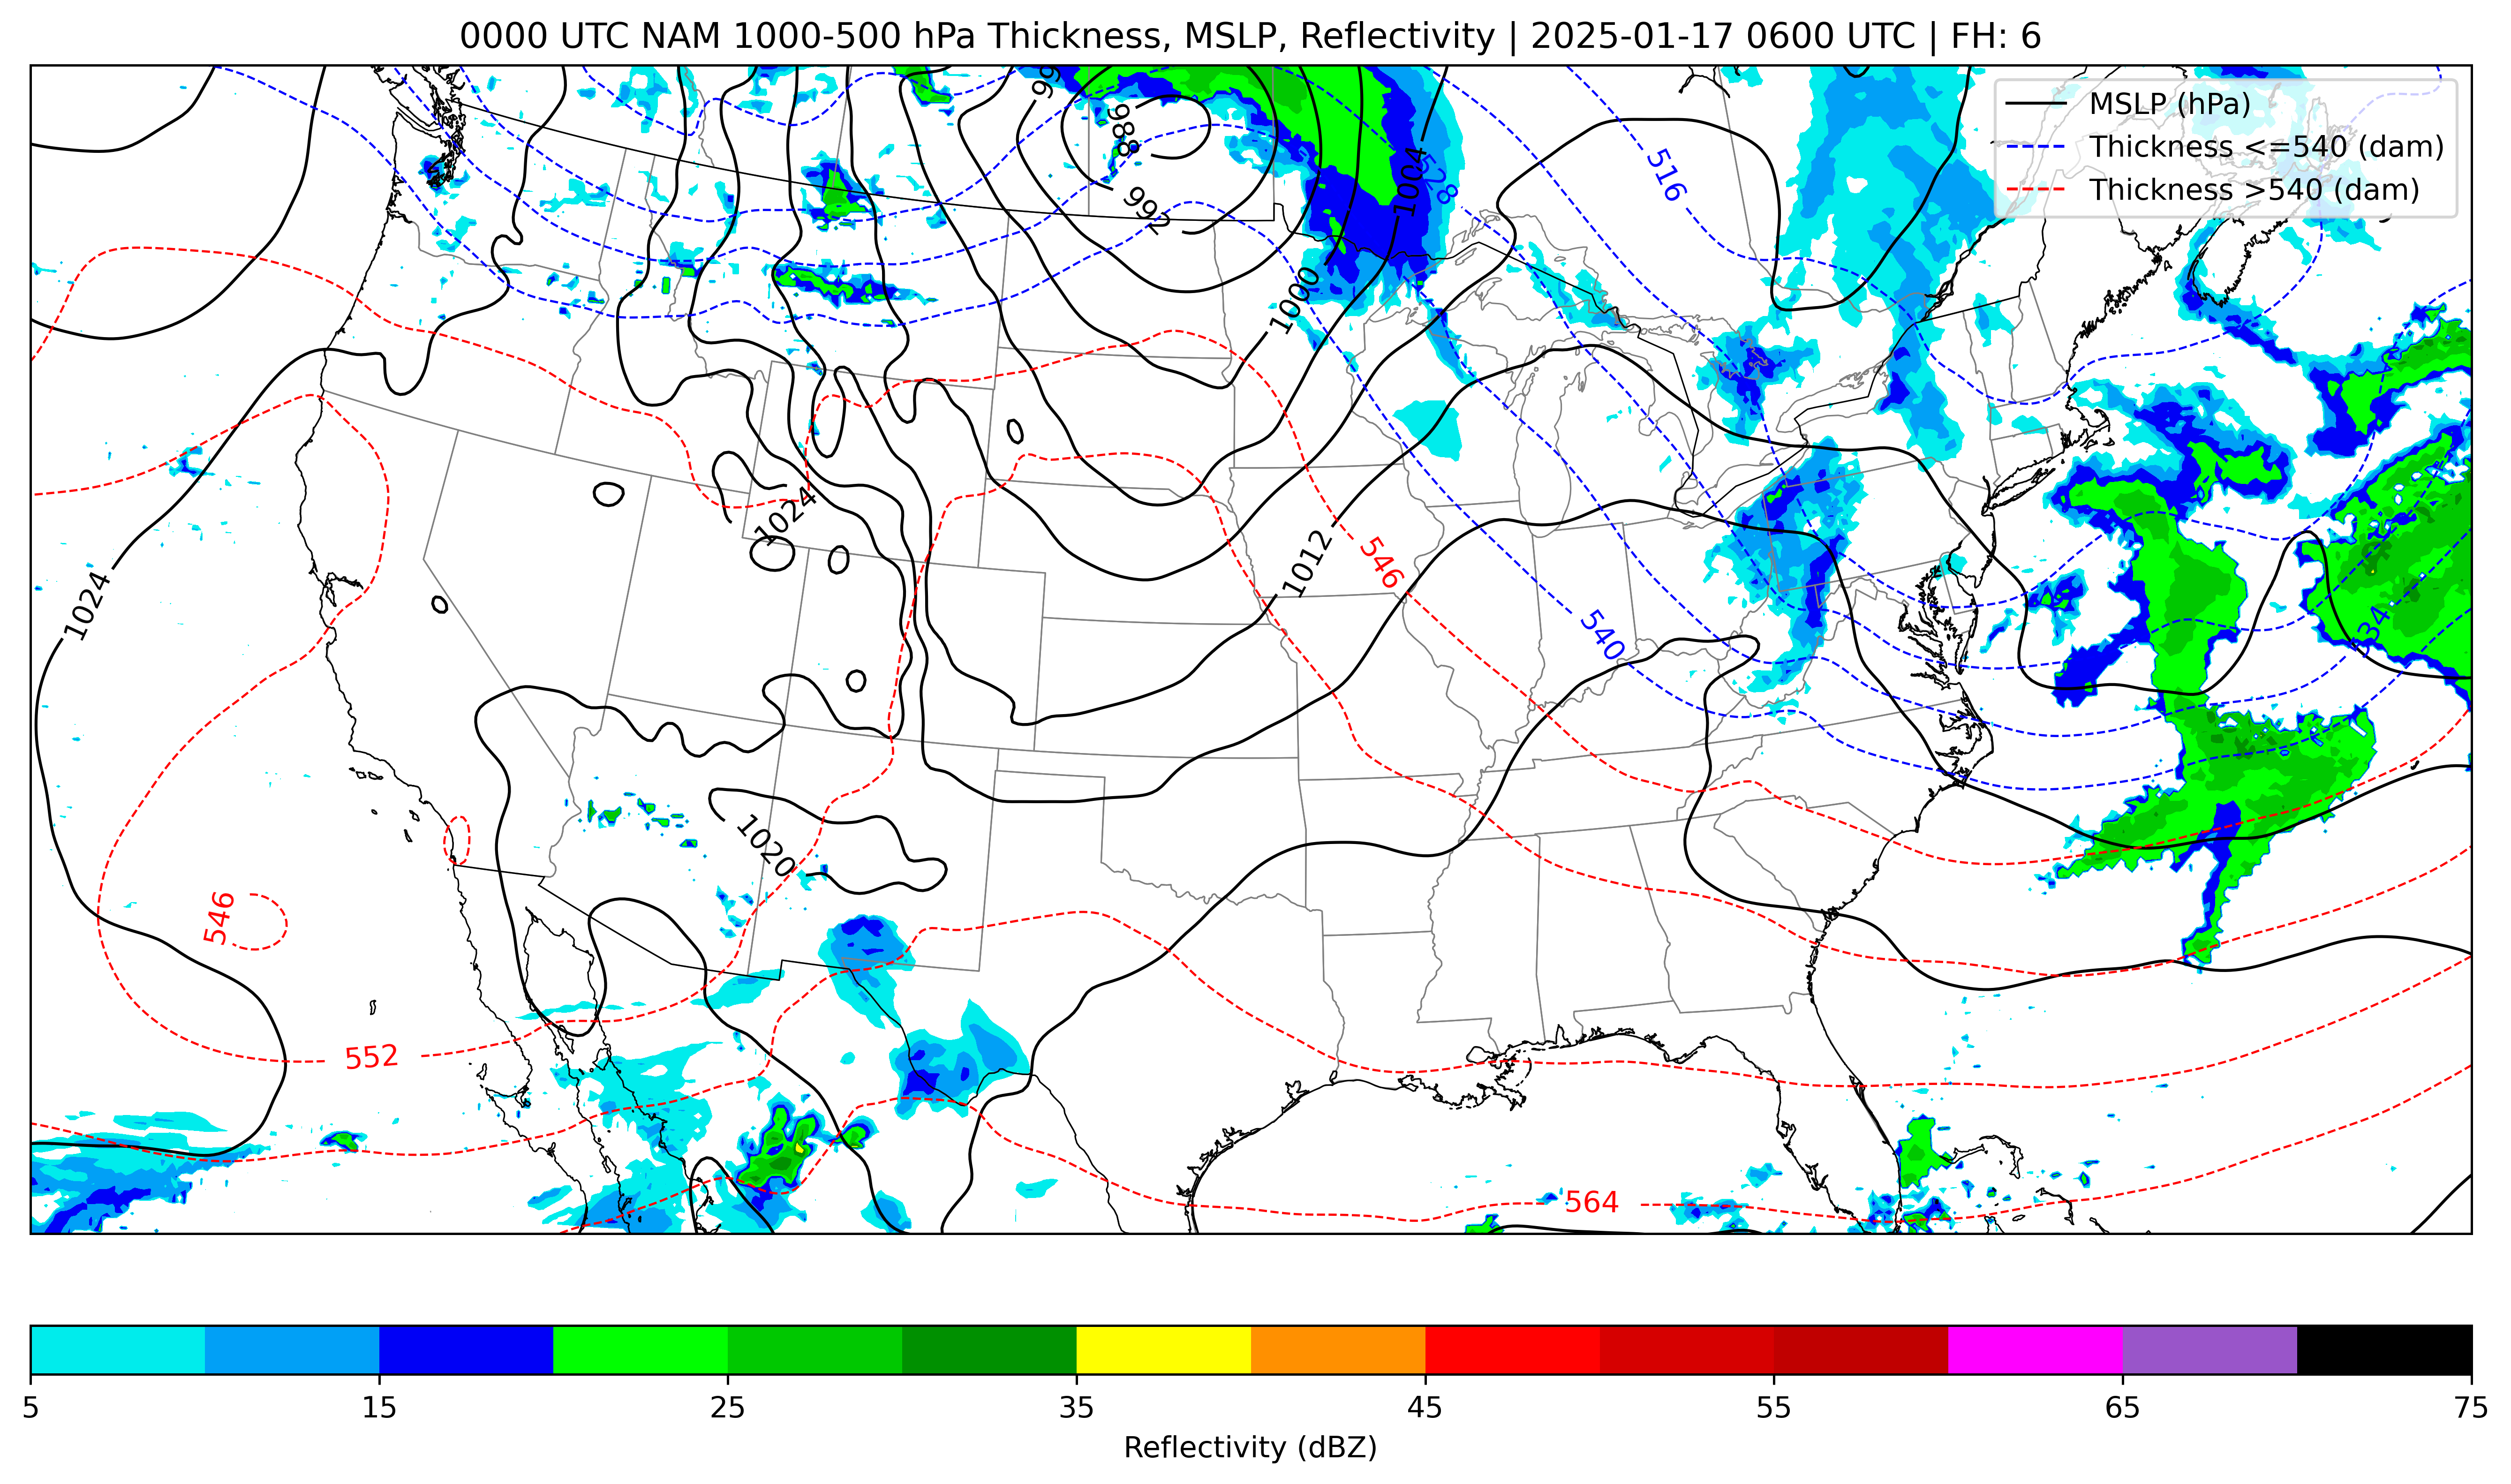 0000 UTC NAM 1000-500 hPa Thickness, MSLP, Reflectivity | 2025-01-17 0600 UTC | FH: 6
MSLP (hPa)
Thickness <=540 (dam)
Thickness >540 (dam)
988
992
1004
528
516
1000
1024
1024
1012
546
540
534
1020
546
552
564
5 15 25 35 45 55 65 75
Reflectivity (dBZ)